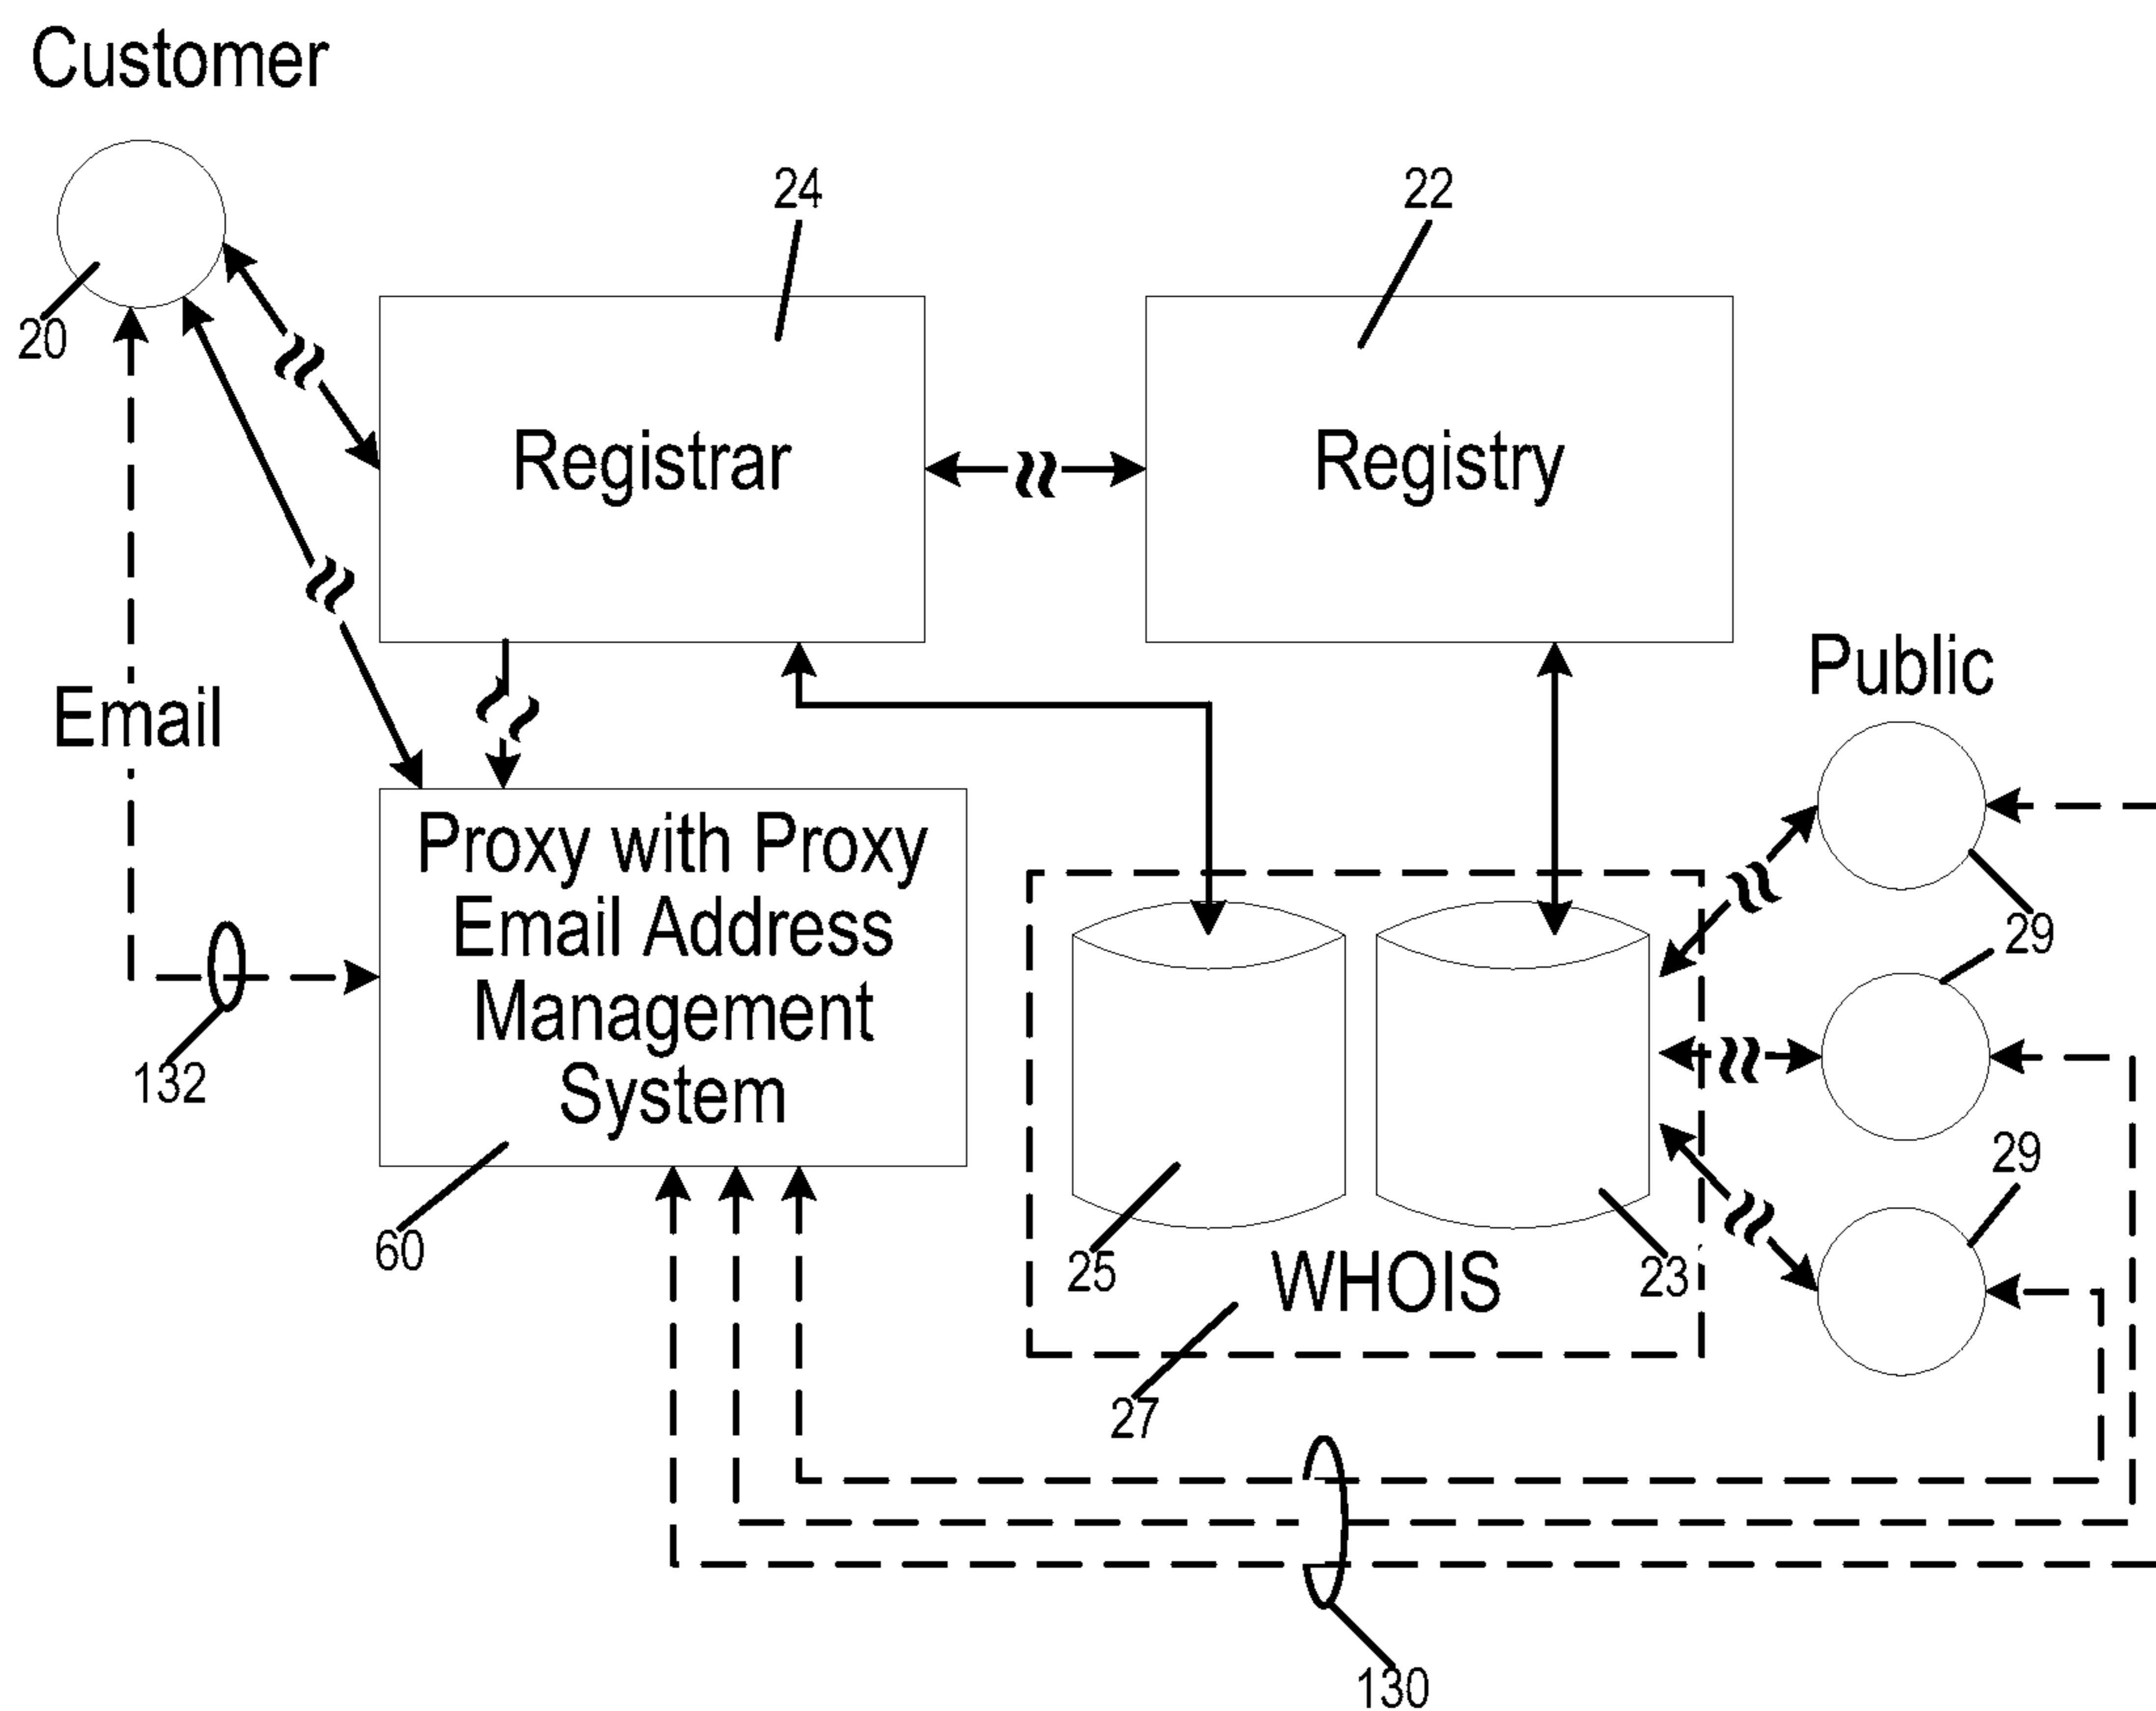 Customer
24
22
20
Registrar
Registry
Public
Email
Proxy with Proxy
Email Address
Management
System
29
29
132
29
60
25
WHOIS
23
27
130